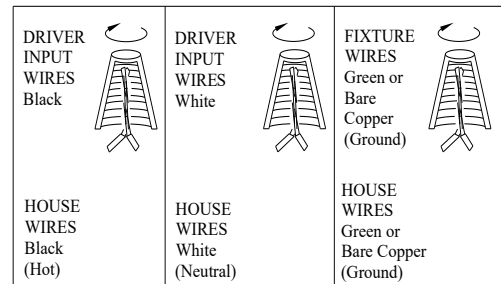 DRIVER
INPUT
WIRES
Black
HOUSE
WIRES
Black
(Hot)
DRIVER
INPUT
WIRES
White
HOUSE
WIRES
White
(Neutral)
FIXTURE
WIRES
Green or
Bare
Copper
(Ground)
HOUSE
WIRES
Green or
Bare Copper
(Ground)